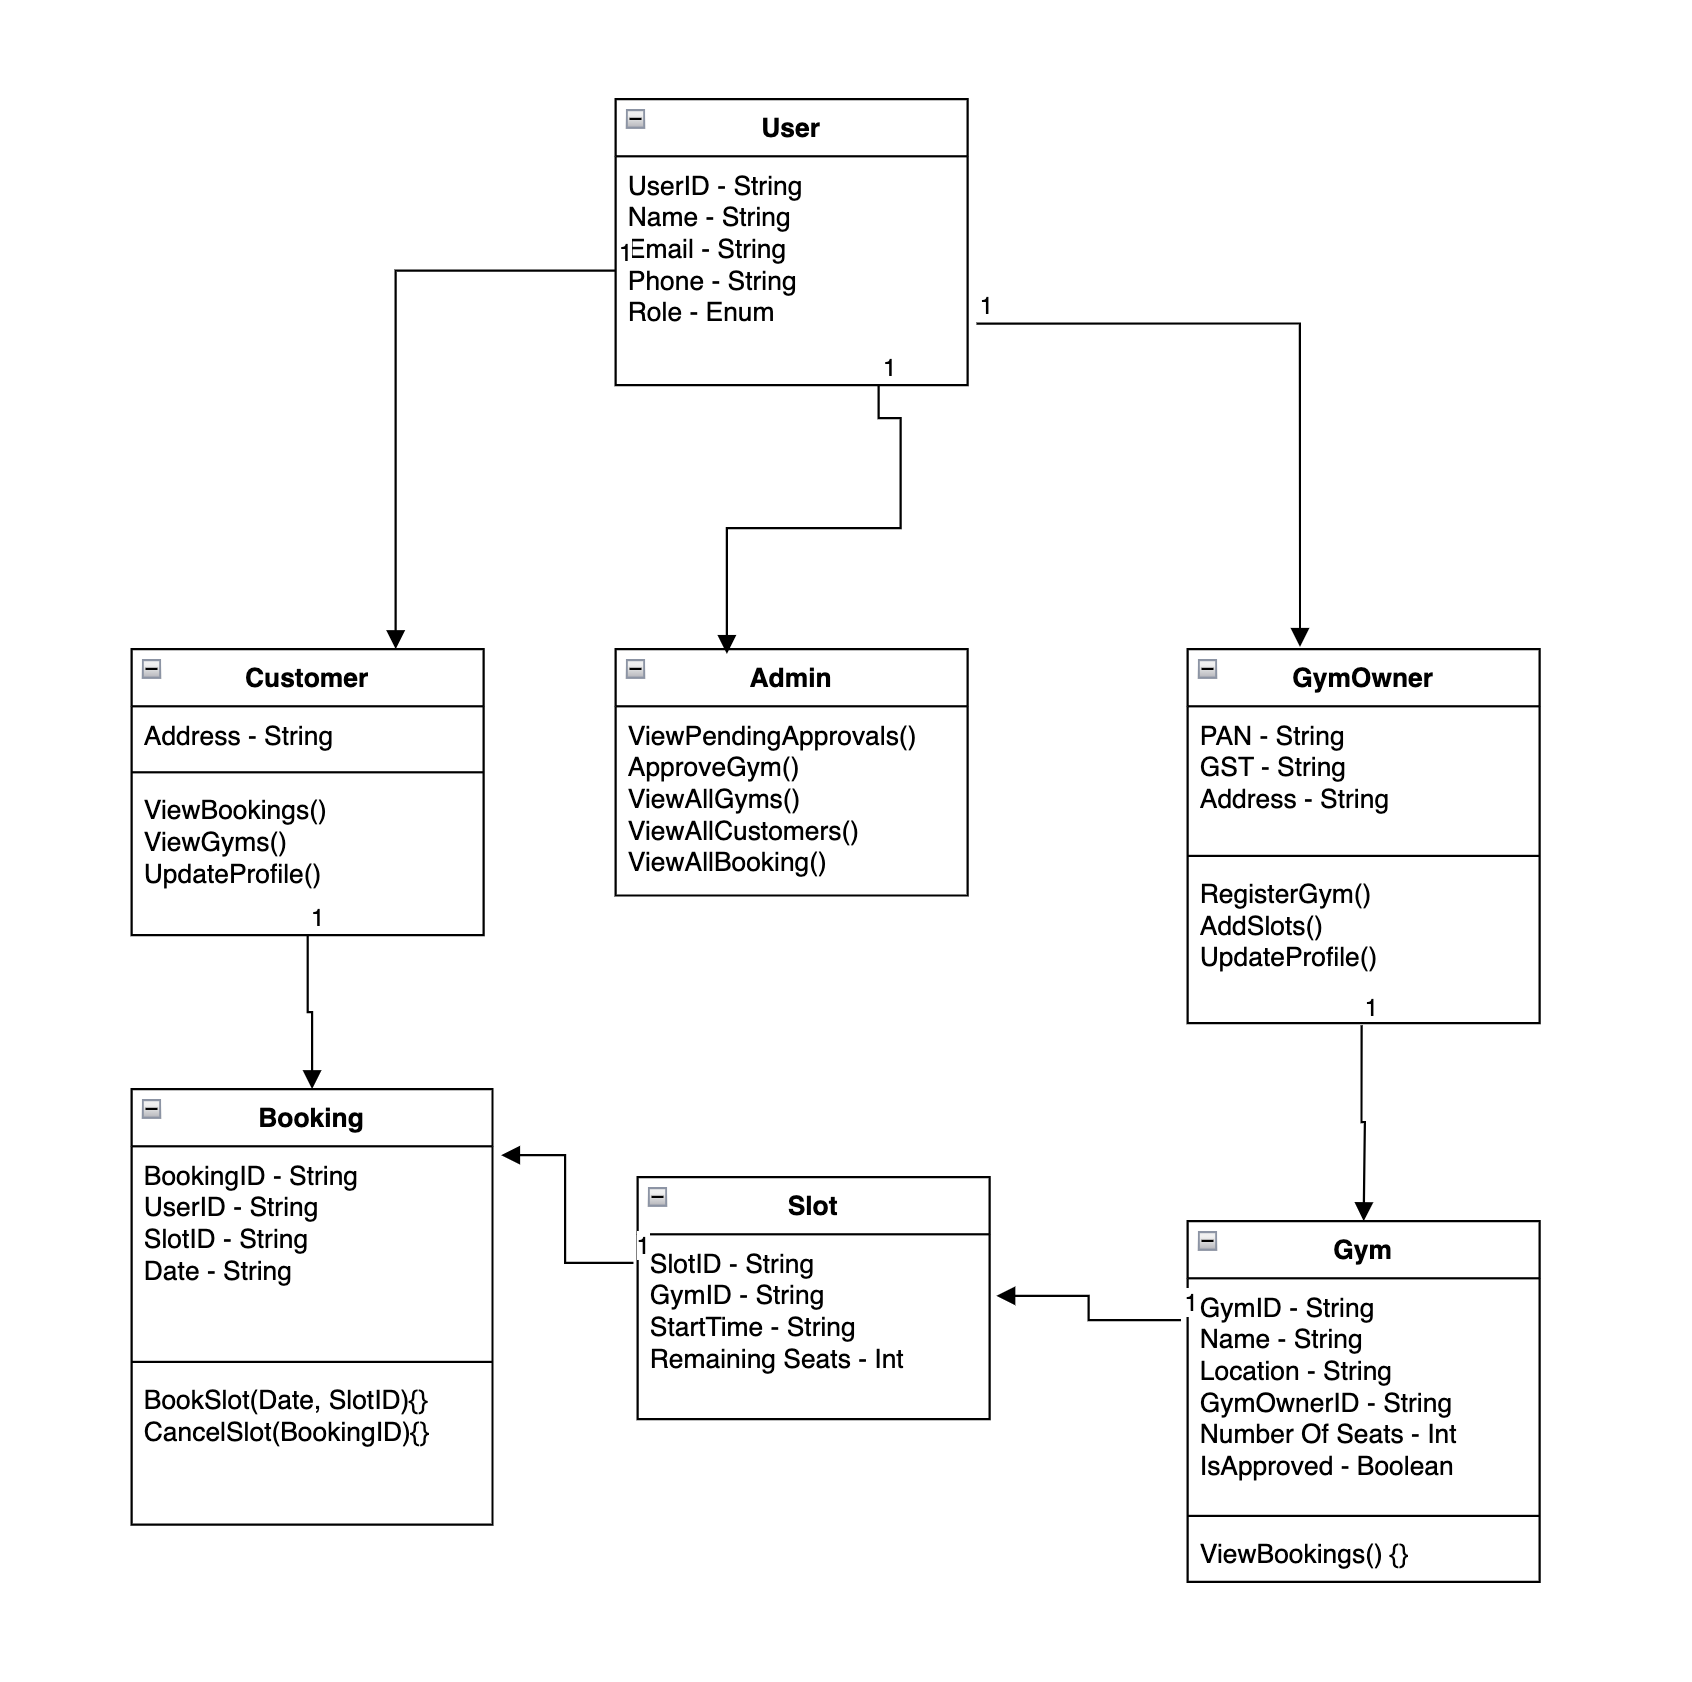 User
UserID - String
Name - String
1
Email - String
Phone - String
Role - Enum
1
1
Customer
Address - String
ViewBookings()
ViewGyms()
UpdateProfile()
1
Admin
ViewPendingApprovals()
ApproveGym()
ViewAllGyms()
ViewAllCustomers()
ViewAllBooking()
GymOwner
PAN - String
GST - String
Address - String
RegisterGym()
AddSlots()
UpdateProfile()
1
Booking
BookingID - String
UserID - String
SlotID - String
Date - String
BookSlot(Date, SlotID){}
CancelSlot(BookingID){}
Slot
1
SlotID - String
GymID - String
StartTime - String
Remaining Seats - Int
Gym
1
GymID - String
Name - String
Location - String
GymOwnerID - String
Number Of Seats - Int
IsApproved - Boolean
ViewBookings() {}